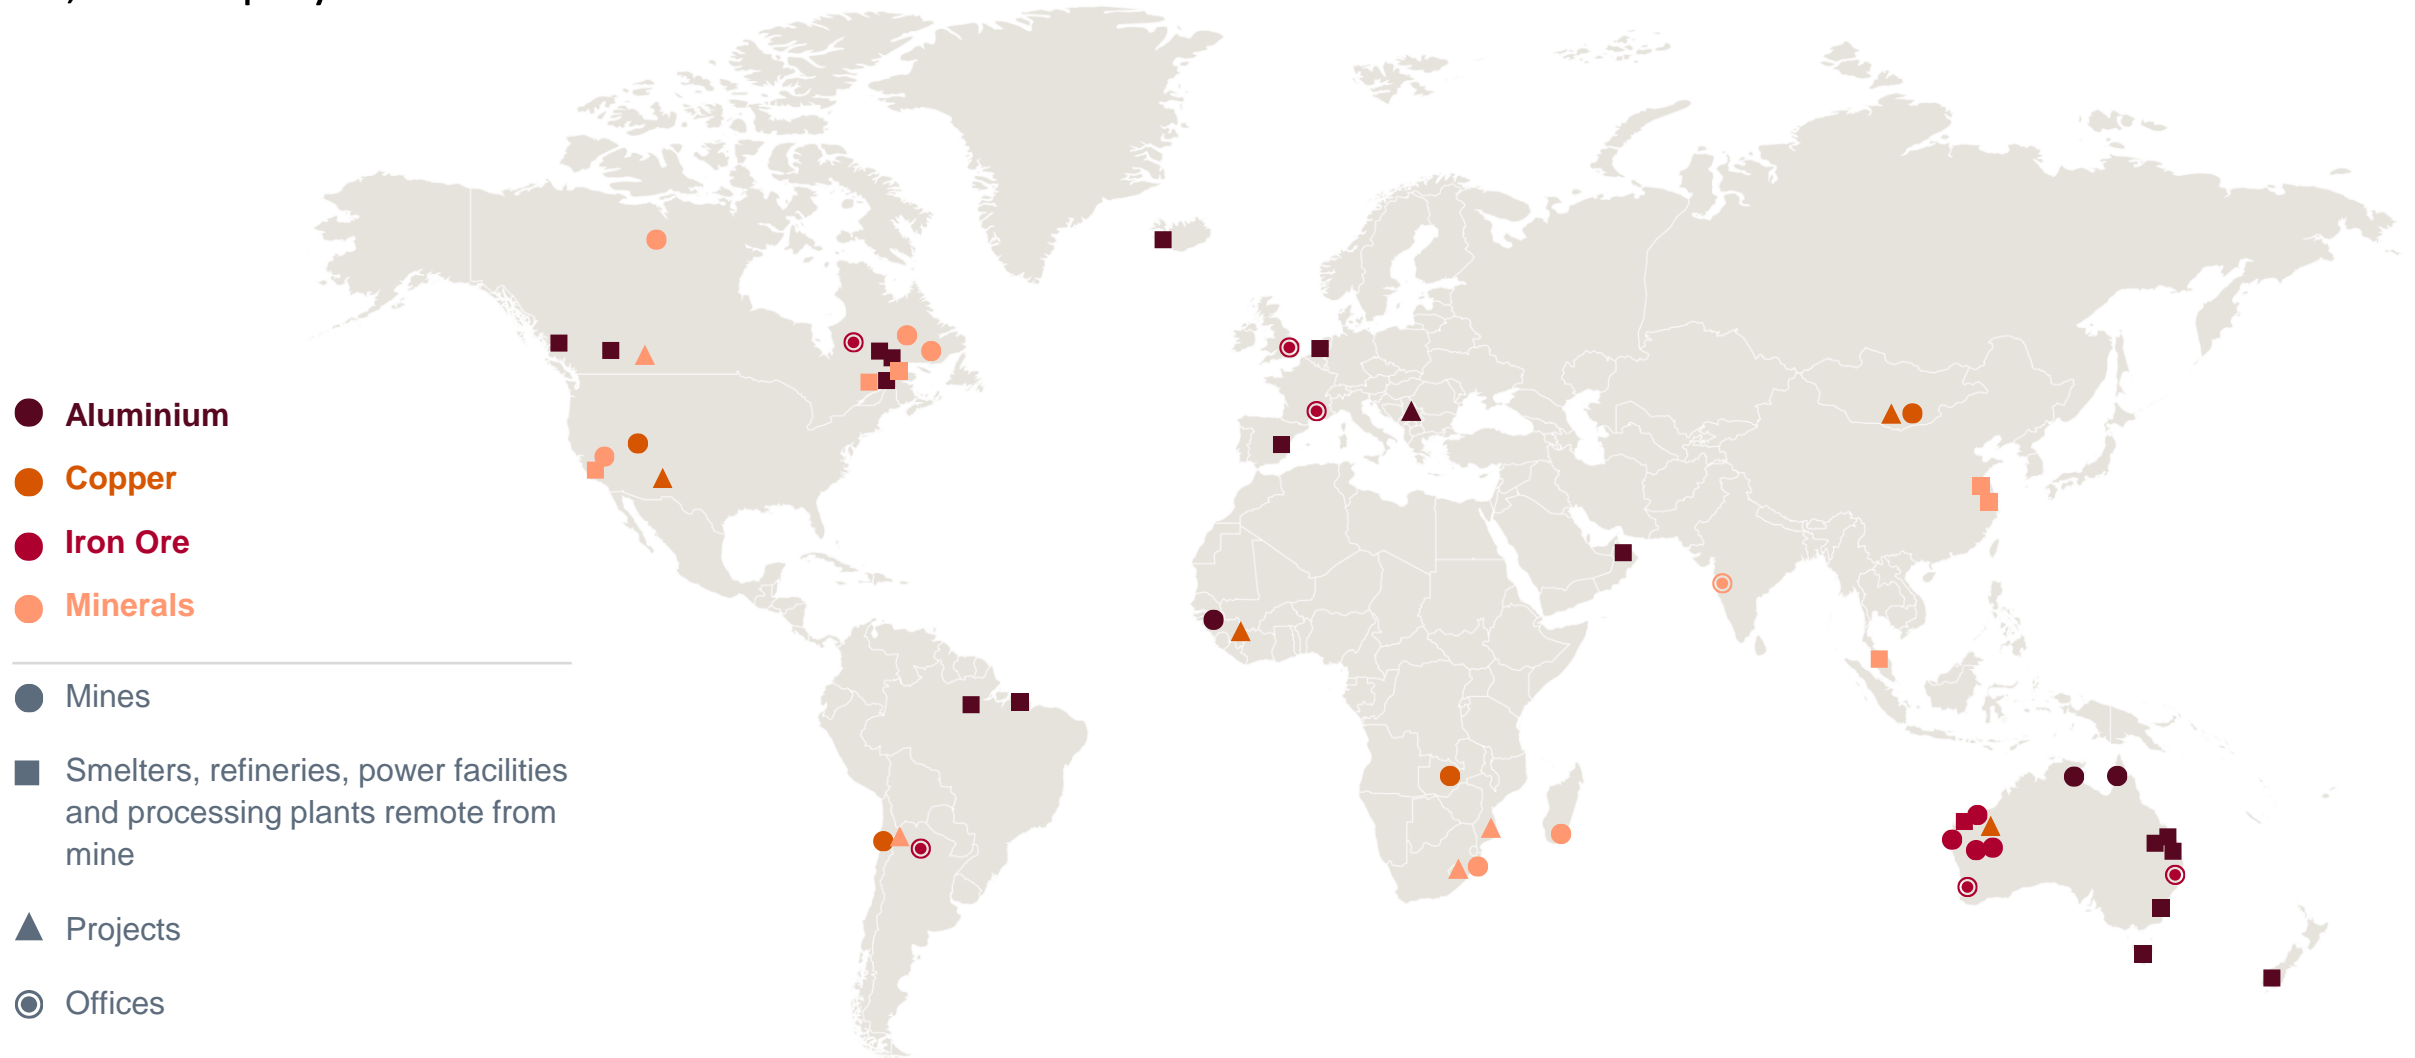 Aluminium
Copper
Iron Ore
Minerals
Mines
Smelters, refineries, power facilities
and processing plants remote from
mine
Projects
Offices